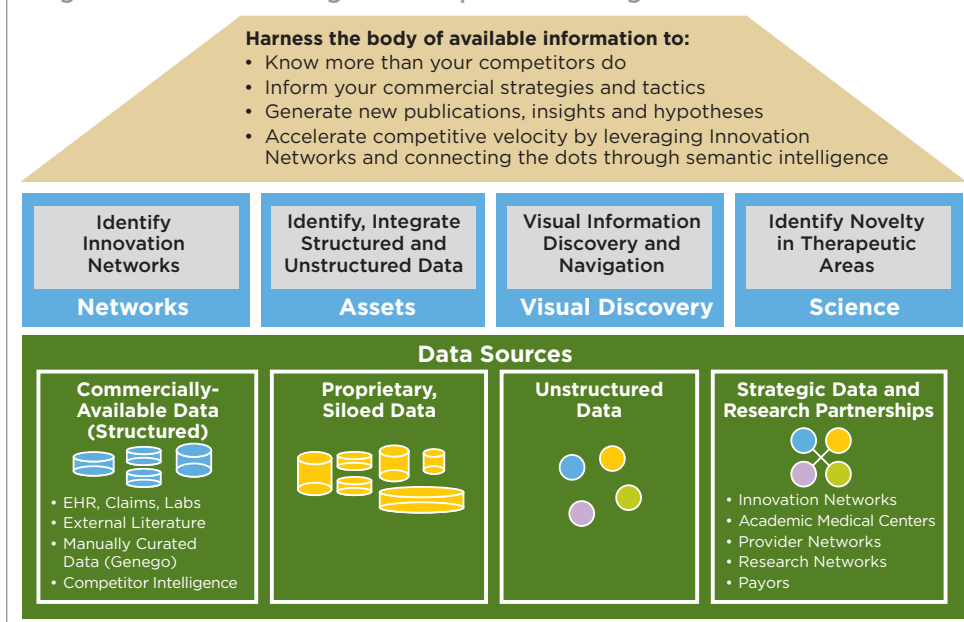 Harness the body of available information to:
• Know more than your competitors do
• Inform your commercial strategies and tactics
• Generate new publications, insights and hypotheses
• Accelerate competitive velocity by leveraging Innovation
Networks and connecting the dots through semantic intelligence
Identify
Innovation
Networks
Networks
Identify, Integrate
Structured and
Unstructured Data
Assets
Visual Information
Discovery and
Navigation
Visual Discovery
Identify Novelty
in Therapeutic
Areas
Science
Data Sources
Commercially-
Available Data
(Structured)
• EHR, Claims, Labs
• External Literature
• Manually Curated
Data (Genego)
• Competitor Intelligence
Proprietary,
Siloed Data
Unstructured
Data
Strategic Data and
Research Partnerships
• Innovation Networks
• Academic Medical Centers
• Provider Networks
• Research Networks
• Payors